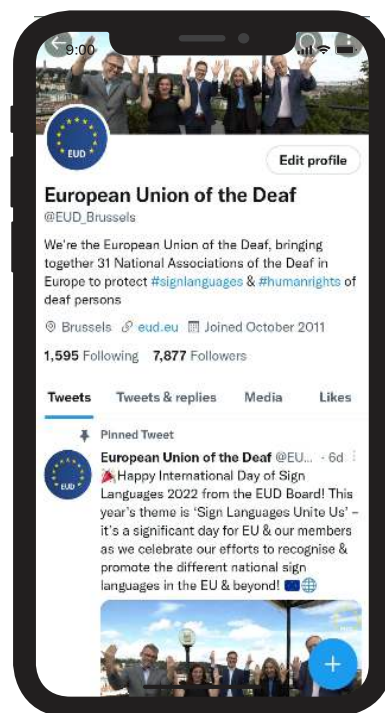 9:00
EUD
Edit profile
European Union of the Deaf
@EUD_Brussels
We're the European Union of the Deaf, bringing
together 31 National Associations of the Deaf in
Europe to protect #signlanguages & #humanrights of
deaf persons
Brussels eud.eu Joined October 2011
1,595 Following 7,877 Followers
Tweets Tweets & replies Media Likes
Pinned Tweet
European Union of the Deaf @EU... · 6d
EUD
🎉Happy International Day of Sign
Languages 2022 from the EUD Board! This
year's theme is 'Sign Languages Unite Us' –
it's a significant day for EU & our members
as we celebrate our efforts to recognise &
promote the different national sign
languages in the EU & beyond! 🇪🇺🌐
EUD